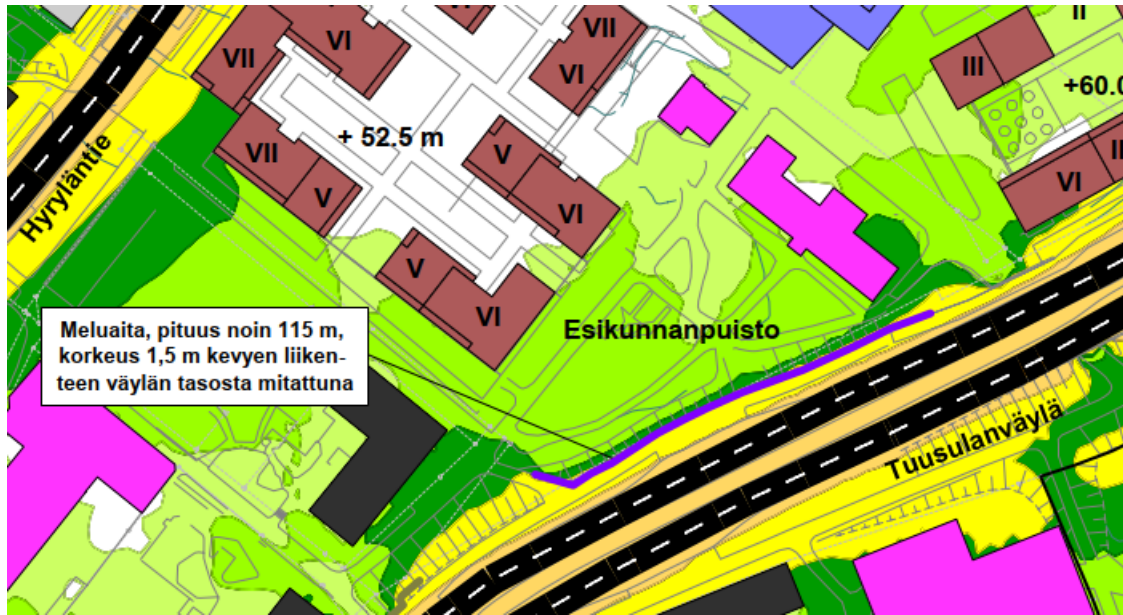 VII
VI
VII
VI
II
III
+60.0
+ 52.5 m
V
VII
V
VI
VI
Hyryläntie
V
VI
Esikunnanpuisto
Meluaita, pituus noin 115 m,
korkeus 1,5 m kevyen liiken-
teen väylän tasosta mitattuna
Tuusulanväylä